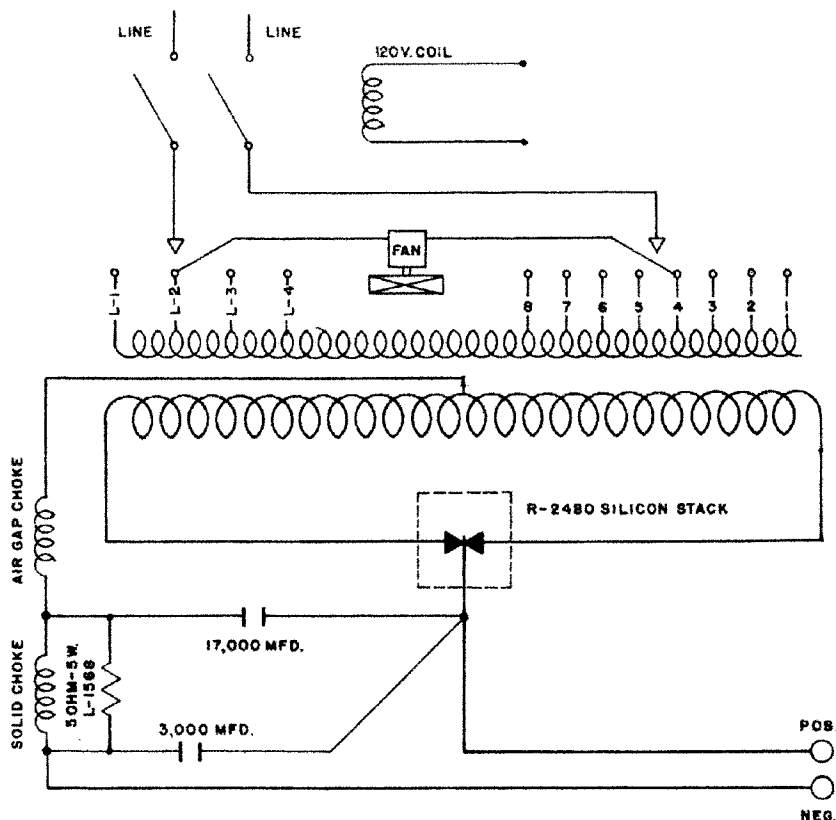 LINE
LINE
120V. COIL
FAN
L-1
L-2
L-3
L-4
8
7
6
5
4
3
2
1
AIR GAP CHOKE
R-2480 SILICON STACK
17,000 MFD.
SOLID CHOKE
5 OHM-5W.
L-1568
3,000 MFD.
POS.
NEG.